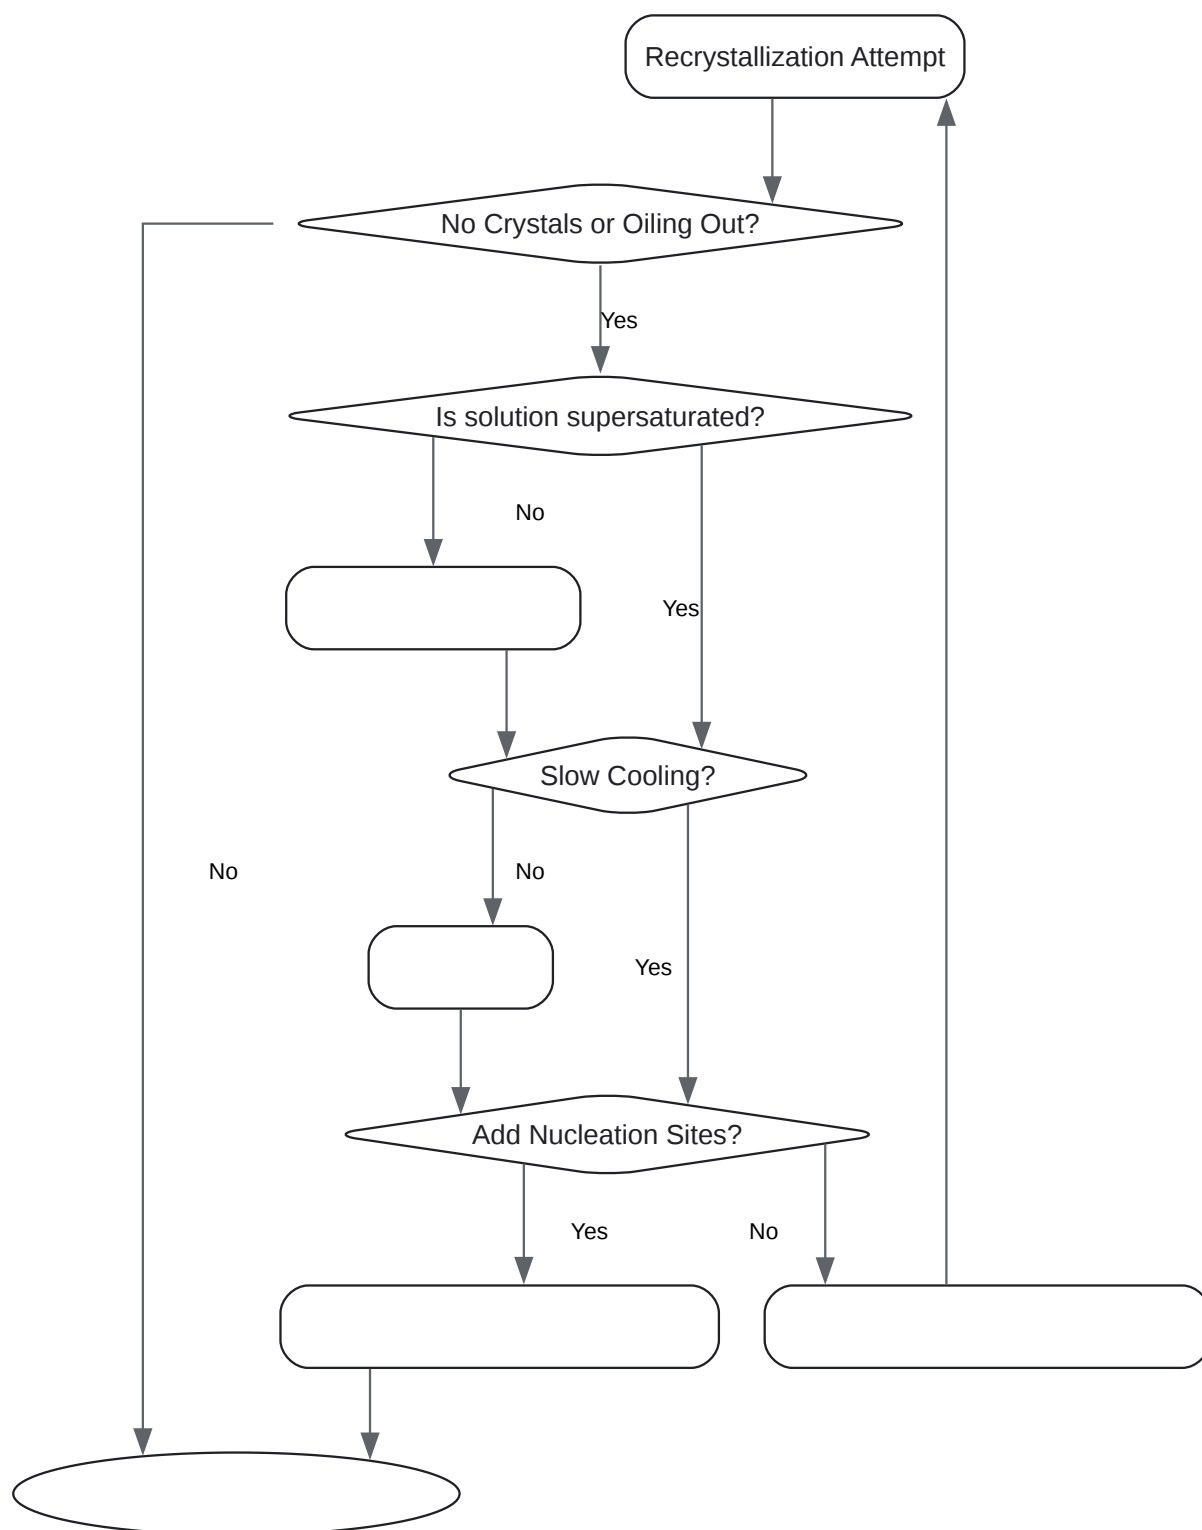 Recrystallization Attempt
No Crystals or Oiling Out?
Yes
Is solution supersaturated?
No
Yes
Slow Cooling?
No
No
Yes
Add Nucleation Sites?
Yes
No